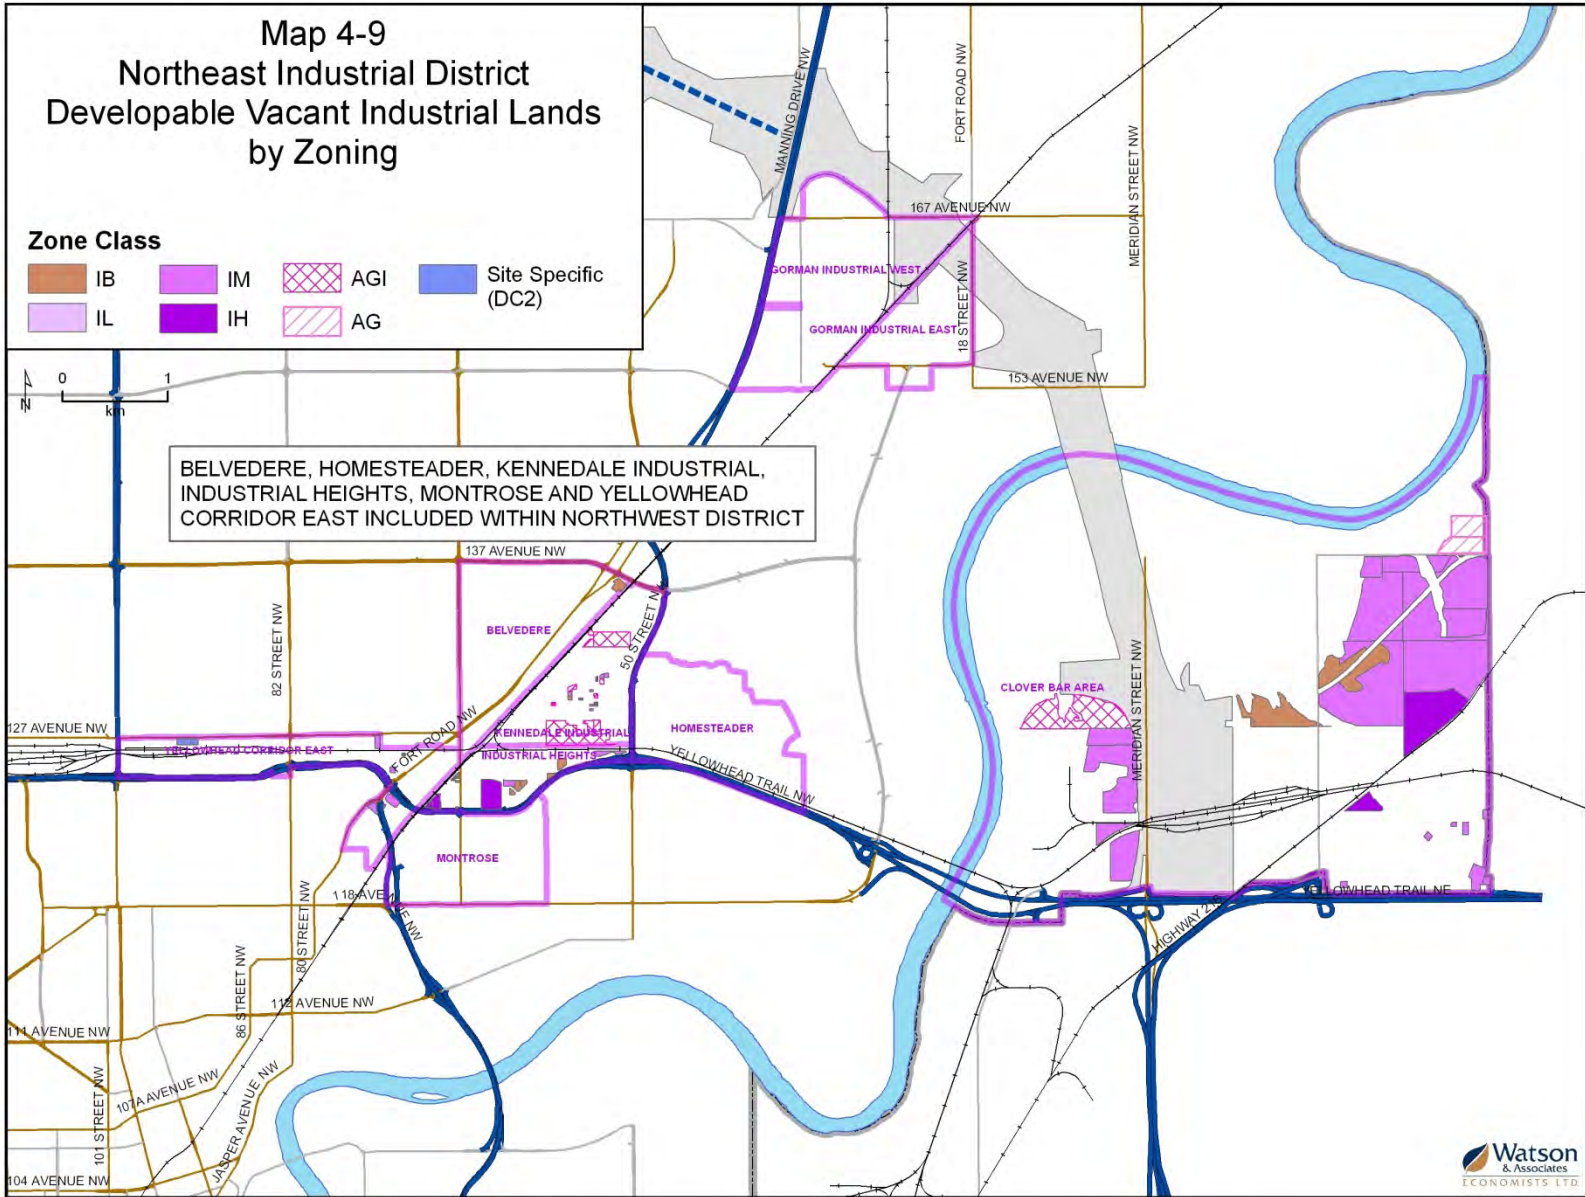 Map 4-9
Northeast Industrial District
Developable Vacant Industrial Lands
by Zoning
Zone Class
IB
IM
AGI
Site Specific
(DC2)
IL
IH
AG
N
0 1
km
BELVEDERE, HOMESTEADER, KENNEDALE INDUSTRIAL,
INDUSTRIAL HEIGHTS, MONTROSE AND YELLOWHEAD
CORRIDOR EAST INCLUDED WITHIN NORTHWEST DISTRICT
MANNING DRIVE NW
FORT ROAD NW
MERIDIAN STREET NW
167 AVENUE NW
GORMAN INDUSTRIAL WEST
GORMAN INDUSTRIAL EAST
18 STREET NW
153 AVENUE NW
137 AVENUE NW
82 STREET NW
BELVEDERE
50 STREET NW
127 AVENUE NW
YELLOWHEAD CORRIDOR EAST
FORT ROAD NW
KENNEDALE INDUSTRIAL
INDUSTRIAL HEIGHTS
HOMESTEADER
YELLOWHEAD TRAIL NW
CLOVER BAR AREA
MERIDIAN STREET NW
MONTROSE
118 AVENUE NW
YELLOWHEAD TRAIL NE
HIGHWAY 216
80 STREET NW
86 STREET NW
112 AVENUE NW
111 AVENUE NW
107A AVENUE NW
101 STREET NW
JASPER AVENUE NW
104 AVENUE NW
Watson
& Associates
ECONOMISTS LTD.